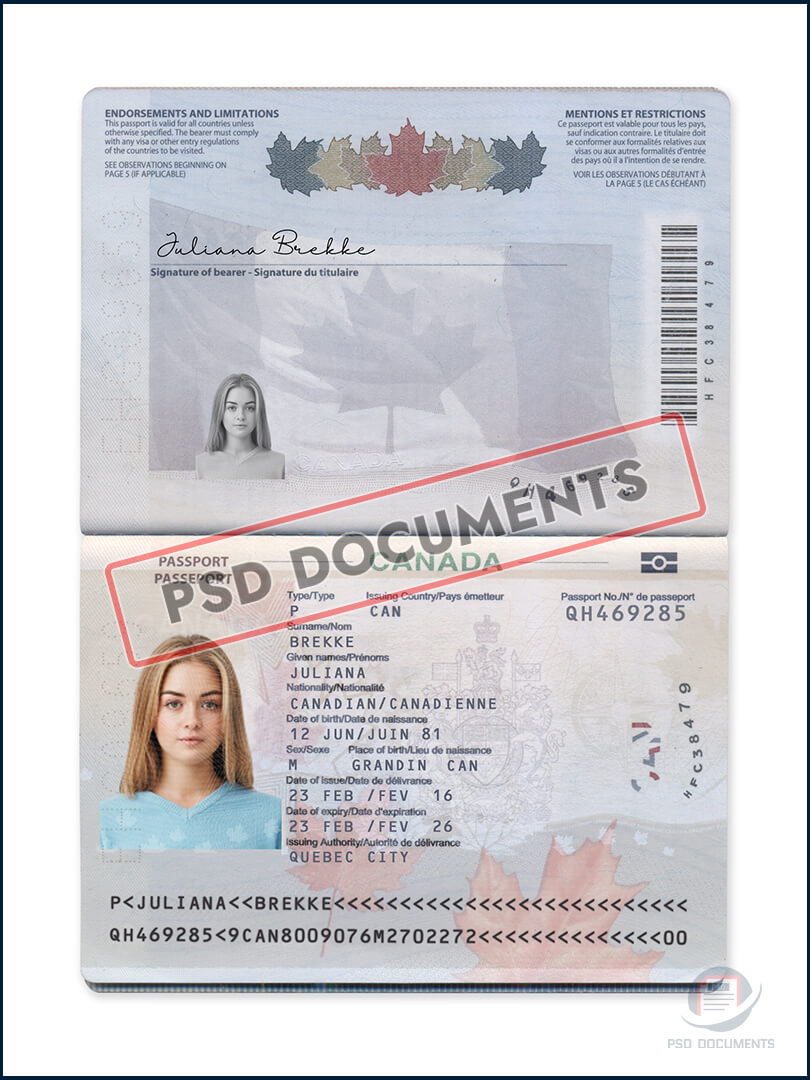 ENDORSEMENTS AND LIMITATIONS
This passport is valid for all countries unless
otherwise specified. The bearer must comply
with any visa or other entry regulations
of the countries to be visited.
SEE OBSERVATIONS BEGINNING ON
PAGE 5 (IF APPLICABLE)
MENTIONS ET RESTRICTIONS
Ce passeport est valable pour tous les pays,
sauf indication contraire. Le titulaire doit
se conformer aux formalités relatives aux
visas ou aux autres formalités d'entrée
des pays où il a l'intention de se rendre.
VOIR LES OBSERVATIONS DÉBUTANT À
LA PAGE 5 (LE CAS ÉCHÉANT)
Juliana Brekke
Signature of bearer - Signature du titulaire
HFC38479
CANADA
PSD DOCUMENTS
PASSPORT
PASSEPORT
CANADA
Type/Type Issuing Country/Pays émetteur Passport No./N° de passeport
P CAN QH469285
Surname/Nom
BREKKE
Given names/Prénoms
JULIANA
Nationality/Nationalité
CANADIAN/CANADIENNE
Date of birth/Date de naissance
12 JUN/JUIN 81
Sex/Sexe Place of birth/Lieu de naissance
M GRANDIN CAN
Date of issue/Date de délivrance
23 FEB /FEV 16
Date of expiry/Date d'expiration
23 FEB /FEV 26
Issuing Authority/Autorité de délivrance
QUEBEC CITY
CAN
HFC38479
P<JULIANA<<BREKKE<<<<<<<<<<<<<<<<<<<<<<<<<<<
QH469285<9CAN8009076M2702272<<<<<<<<<<<<<<00
PSD DOCUMENTS